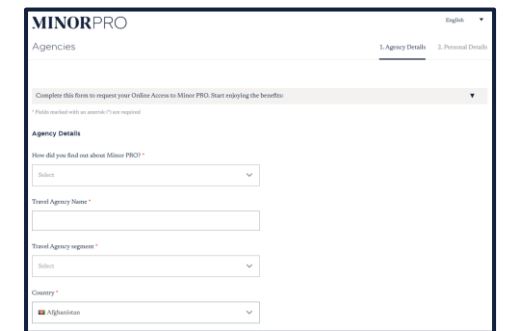 MINORPRO
English
Agencies
1. Agency Details 2. Personal Details
Complete this form to request your Online Access to Minor PRO. Start enjoying the benefits:
* Fields marked with an asterisk (*) are required
Agency Details
How did you find out about Minor PRO? *
Select
Travel Agency Name *
Travel Agency segment *
Select
Country *
Afghanistan